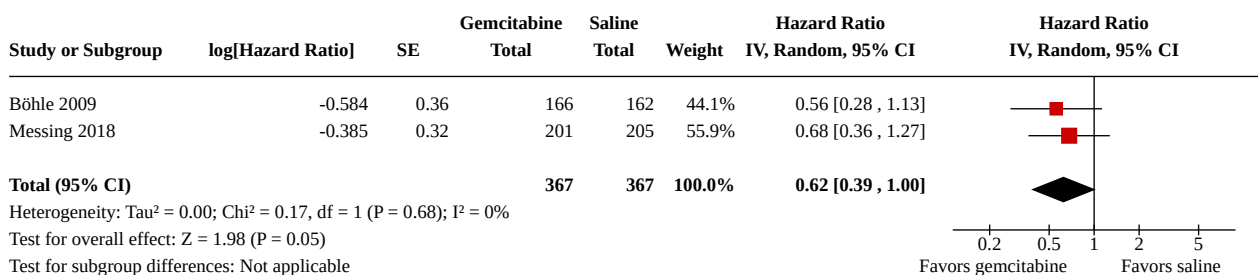 Gemcitabine Saline Hazard Ratio Hazard Ratio
Study or Subgroup log[Hazard Ratio] SE Total Total Weight IV, Random, 95% CI IV, Random, 95% CI
Böhle 2009 -0.584 0.36 166 162 44.1% 0.56 [0.28 , 1.13]
Messing 2018 -0.385 0.32 201 205 55.9% 0.68 [0.36 , 1.27]
Total (95% CI) 367 367 100.0% 0.62 [0.39 , 1.00]
Heterogeneity: Tau² = 0.00; Chi² = 0.17, df = 1 (P = 0.68); I² = 0%
Test for overall effect: Z = 1.98 (P = 0.05)
0.2 0.5 1 2 5
Test for subgroup differences: Not applicable
Favors gemcitabine Favors saline